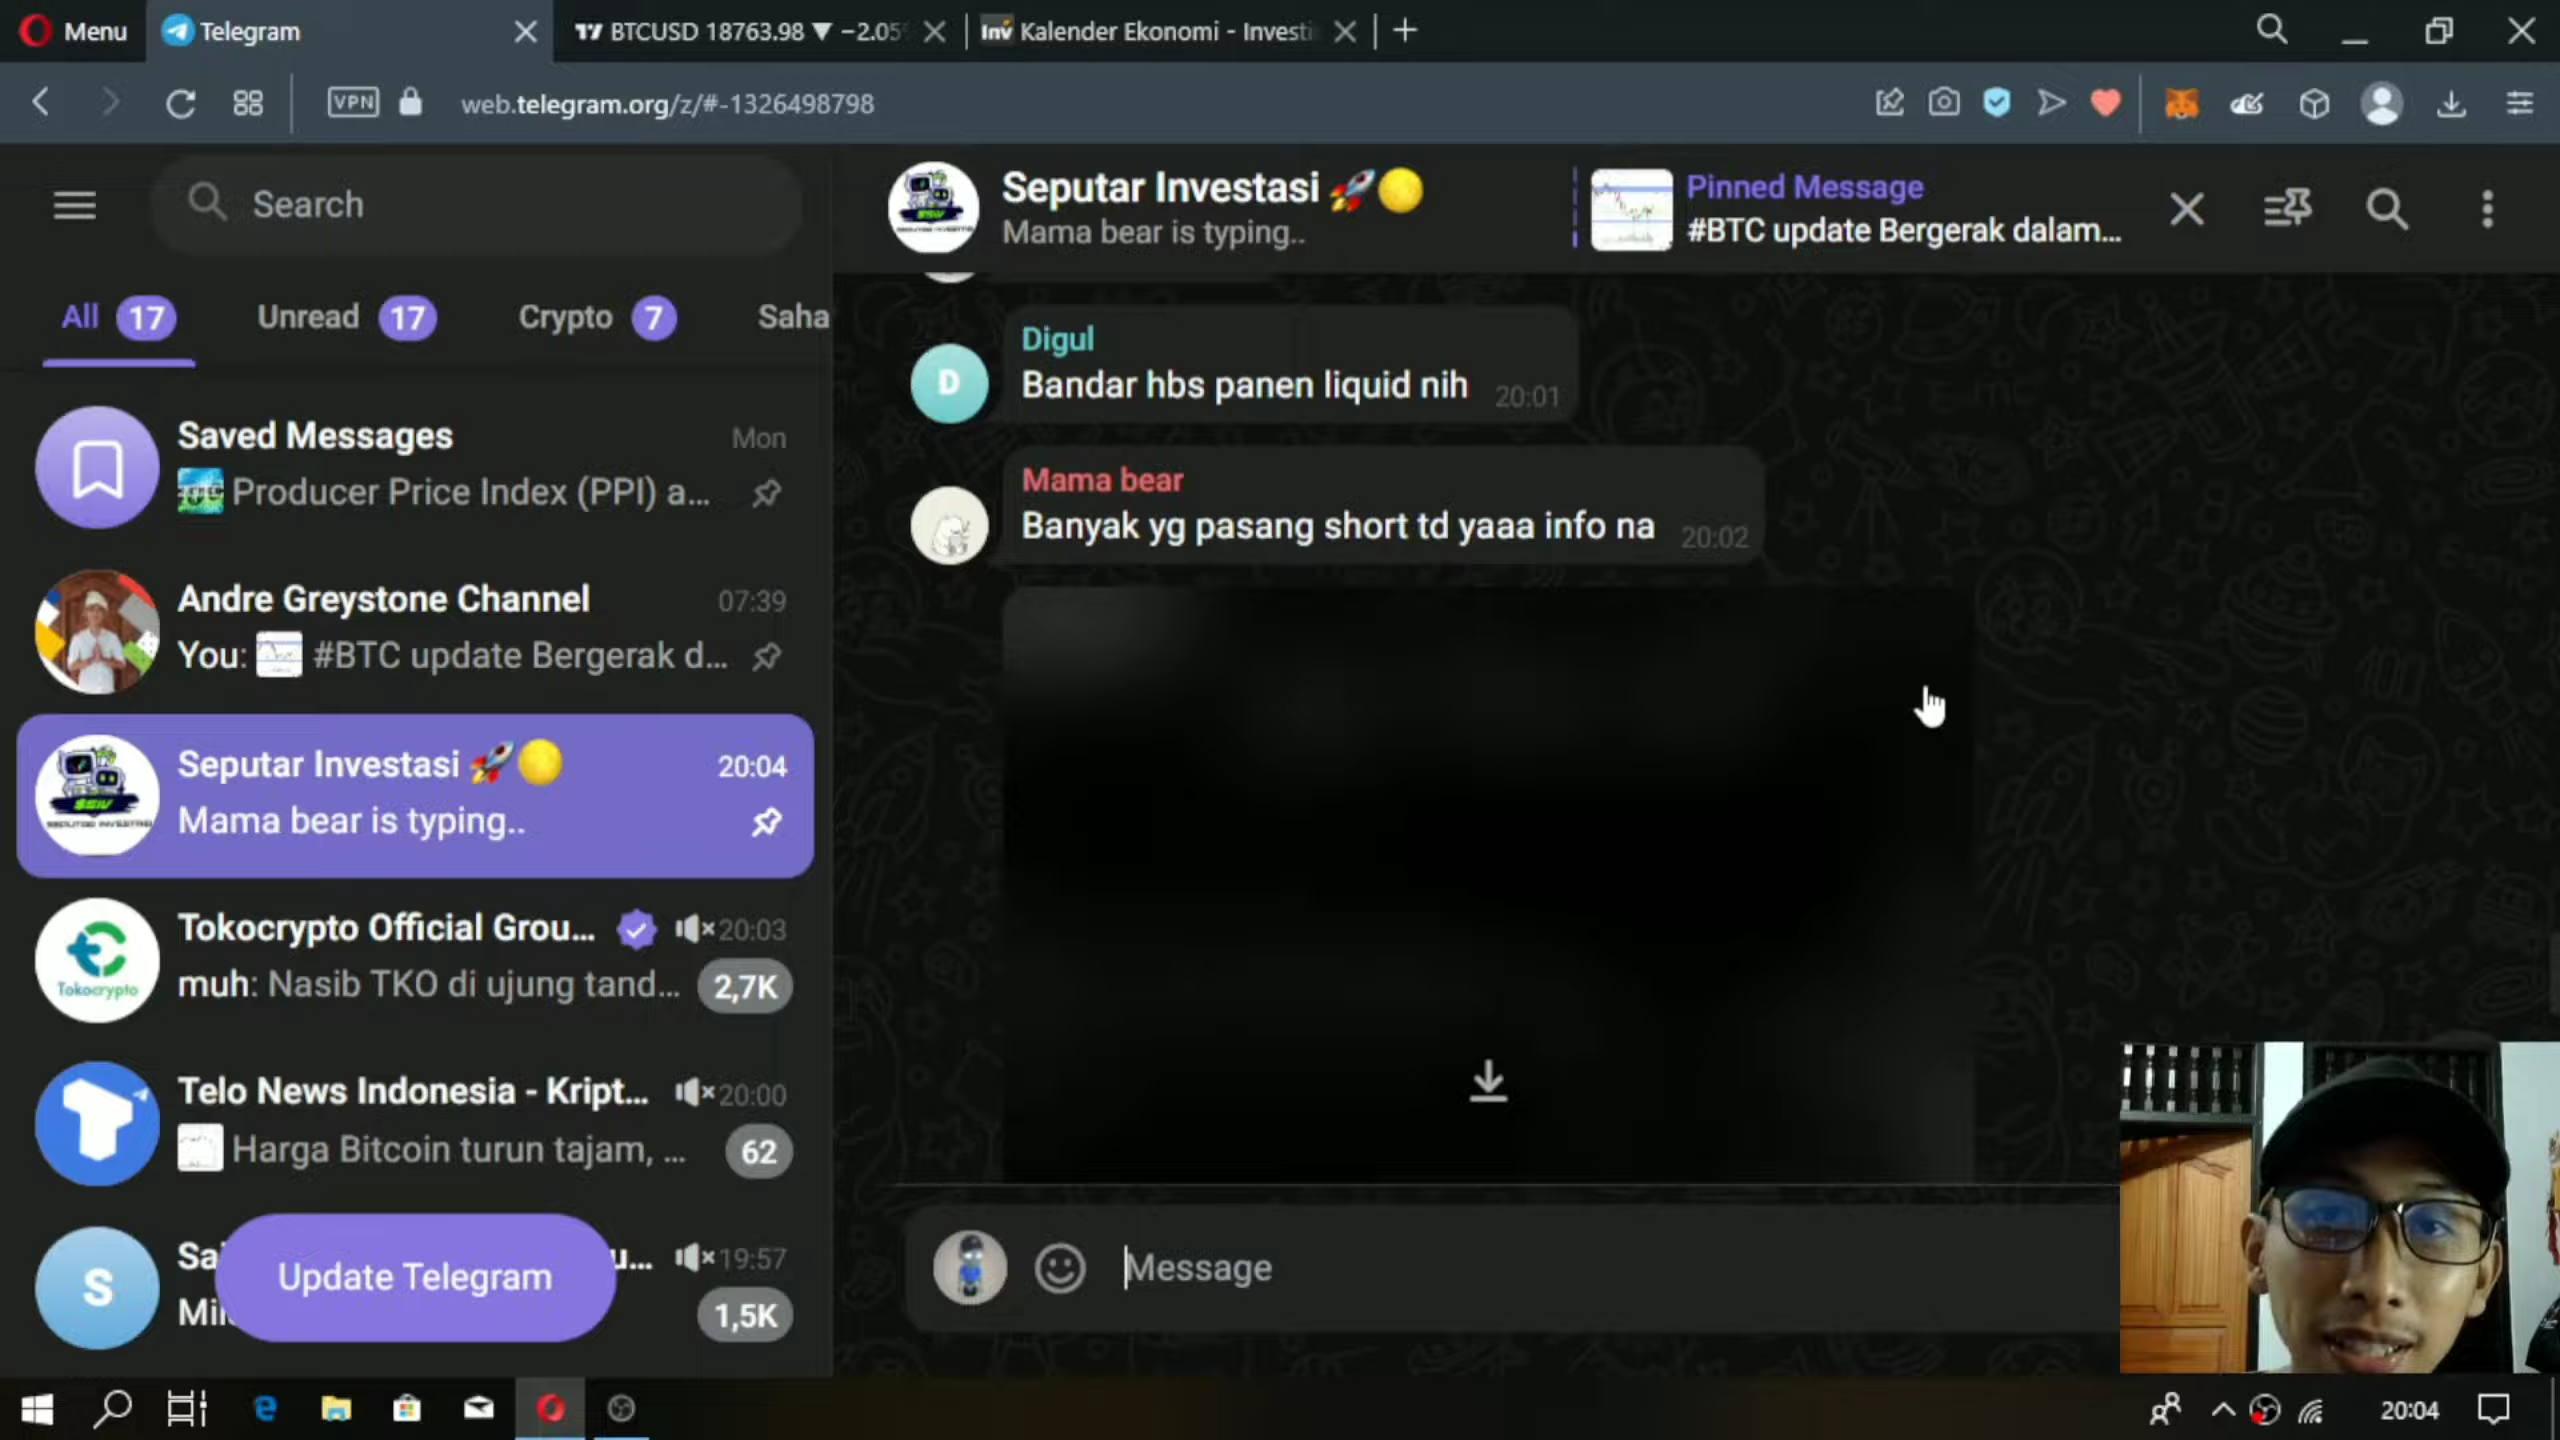 Menu
Telegram
BTCUSD 18763.98 ▼ −2.05
Kalender Ekonomi - Investi
VPN
web.telegram.org/z/#-1326498798
Search
All 17
Unread 17
Crypto 7
Saha
Saved Messages
Mon
Producer Price Index (PPI) a...
Andre Greystone Channel
07:39
You: #BTC update Bergerak d...
Seputar Investasi 🚀🌕
20:04
Mama bear is typing..
Tokocrypto
Tokocrypto Official Grou...
20:03
muh: Nasib TKO di ujung tand...
2,7K
Telo News Indonesia - Kript...
20:00
Harga Bitcoin turun tajam, ...
62
S
Sa
u...
19:57
1,5K
Update Telegram
Seputar Investasi 🚀🌕
Mama bear is typing..
Pinned Message
#BTC update Bergerak dalam...
D
Digul
Bandar hbs panen liquid nih
20:01
Mama bear
Banyak yg pasang short td yaaa info na
20:02
Message
20:04